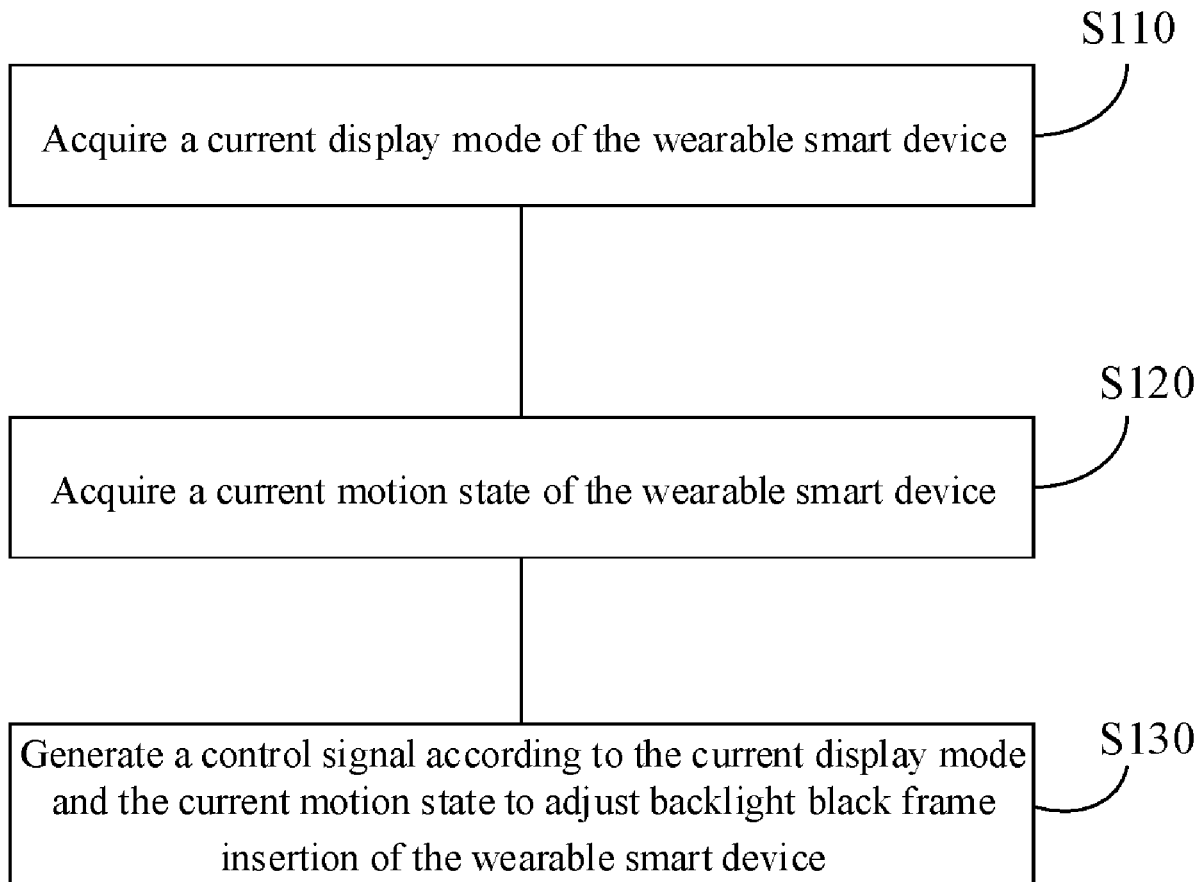 S110
Acquire a current display mode of the wearable smart device
S120
Acquire a current motion state of the wearable smart device
S130
Generate a control signal according to the current display mode
and the current motion state to adjust backlight black frame
insertion of the wearable smart device